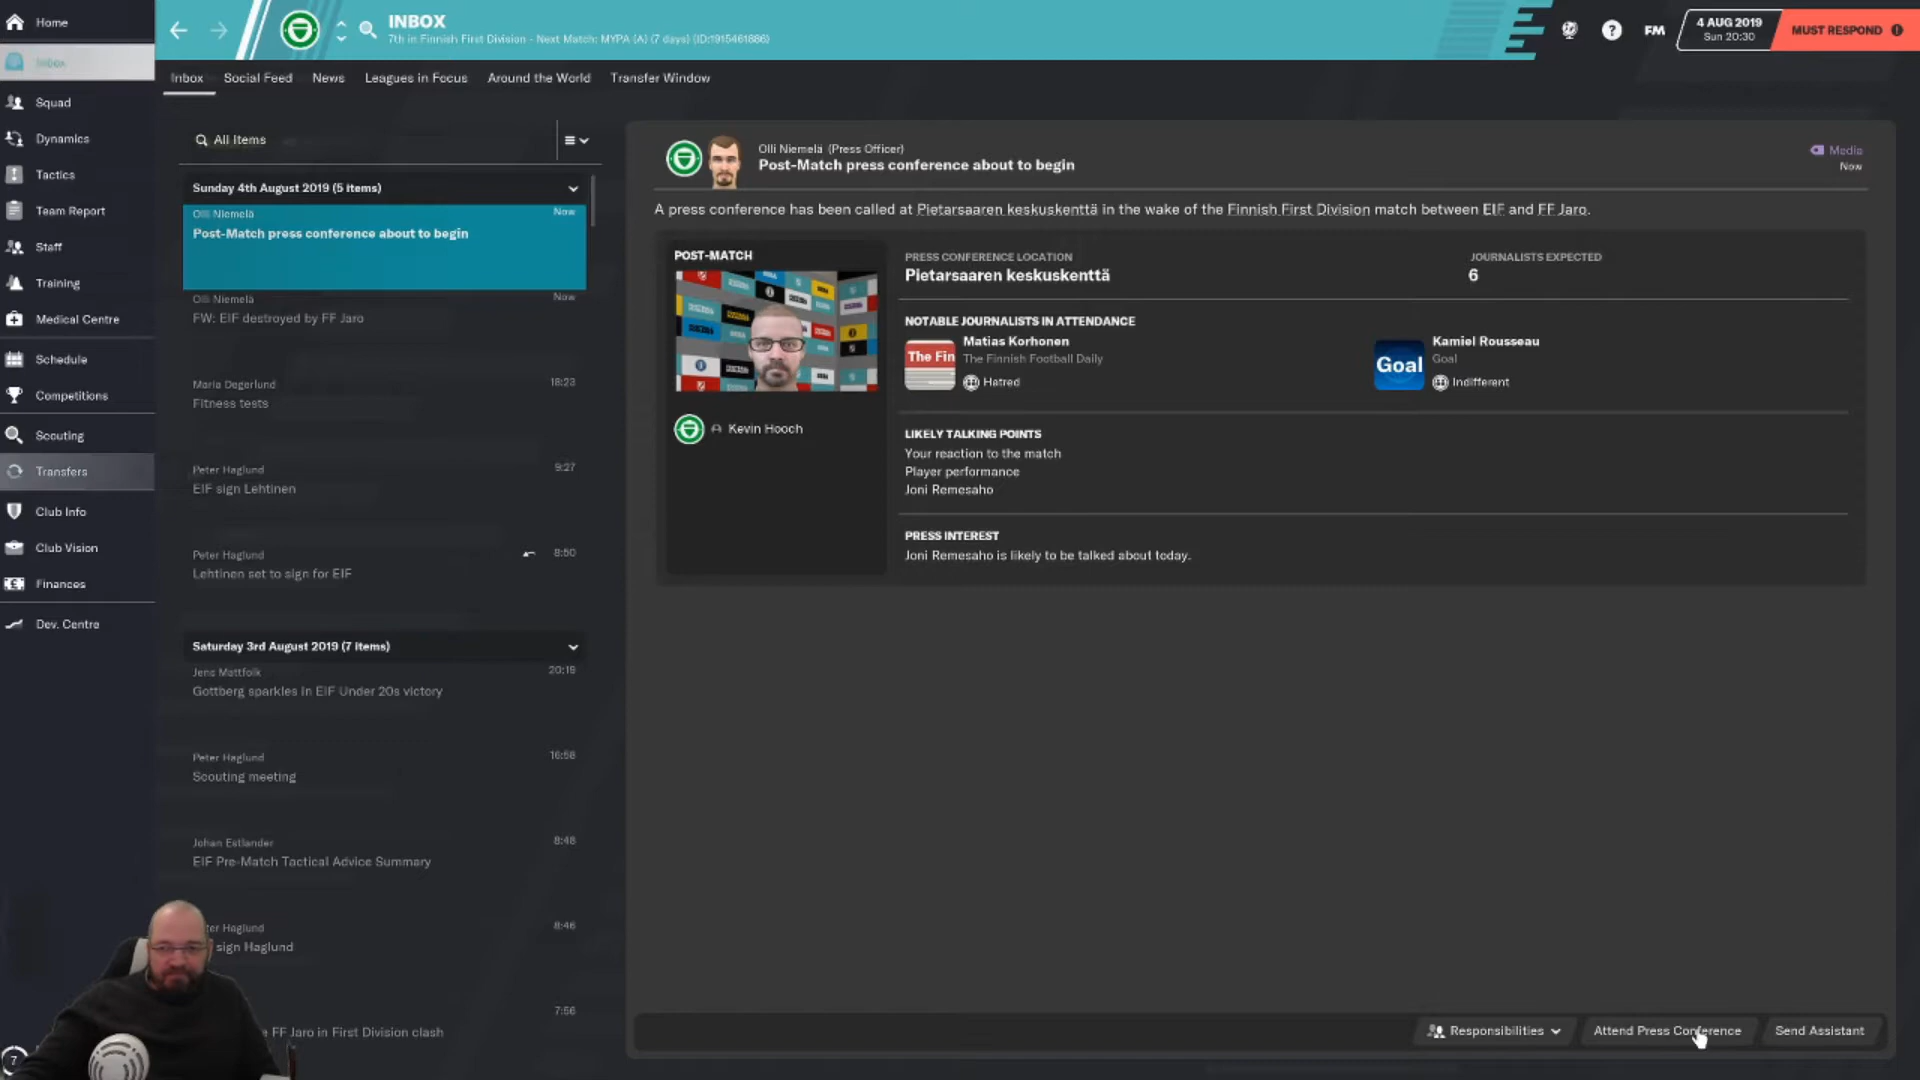 Home
INBOX
7th in Finnish First Division - Next Match: MYPA (A) (7 days) (ID:1915461886)
FM
4 AUG 2019
Sun 20:30
MUST RESPOND
Inbox
Squad
Dynamics
Tactics
Team Report
Staff
Training
Medical Centre
Schedule
Competitions
Scouting
Transfers
Club Info
Club Vision
Finances
Dev. Centre
7
Inbox
Social Feed
News
Leagues in Focus
Around the World
Transfer Window
All Items
Sunday 4th August 2019 (5 items)
Olli Niemelä
Now
Post-Match press conference about to begin
Olli Niemelä
Now
FW: EIF destroyed by FF Jaro
Maria Degerlund
18:23
Fitness tests
Peter Haglund
9:27
EIF sign Lehtinen
Peter Haglund
8:50
Lehtinen set to sign for EIF
Saturday 3rd August 2019 (7 items)
Jens Mattfolk
20:19
Gottberg sparkles in EIF Under 20s victory
Peter Haglund
16:58
Scouting meeting
Johan Estlander
8:48
EIF Pre-Match Tactical Advice Summary
Haglund
8:46
sign Haglund
7:56
FF Jaro in First Division clash
Olli Niemelä (Press Officer)
Post-Match press conference about to begin
Media
Now
A press conference has been called at Pietarsaaren keskuskenttä in the wake of the Finnish First Division match between EIF and FF Jaro.
POST-MATCH
Kevin Hooch
PRESS CONFERENCE LOCATION
Pietarsaaren keskuskenttä
JOURNALISTS EXPECTED
6
NOTABLE JOURNALISTS IN ATTENDANCE
The Fin
Matias Korhonen
The Finnish Football Daily
Hatred
Goal
Kamiel Rousseau
Goal
Indifferent
LIKELY TALKING POINTS
Your reaction to the match
Player performance
Joni Remesaho
PRESS INTEREST
Joni Remesaho is likely to be talked about today.
Responsibilities
Attend Press Conference
Send Assistant